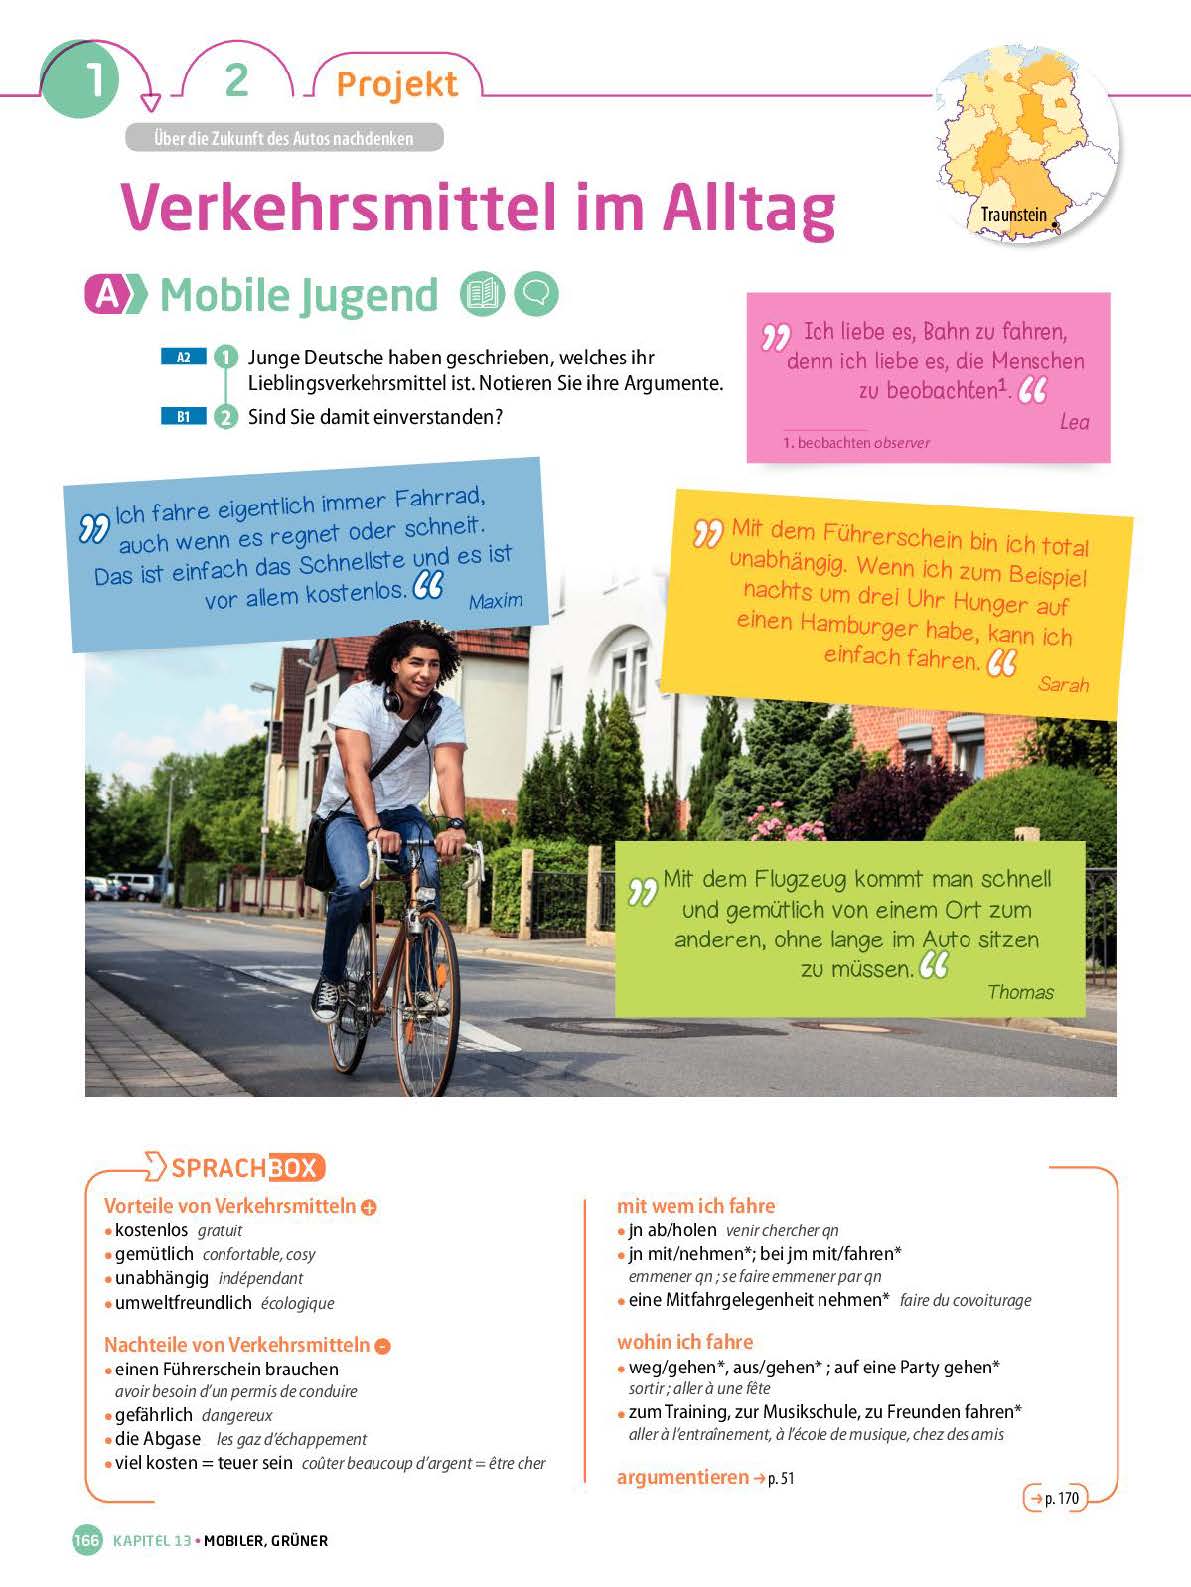 1
2
Projekt
Über die Zukunft des Autos nachdenken
Traunstein
Verkehrsmittel im Alltag
A Mobile Jugend
A2 1 Junge Deutsche haben geschrieben, welches ihr
Lieblingsverkehrsmittel ist. Notieren Sie ihre Argumente.
B1 2 Sind Sie damit einverstanden?
„Ich liebe es, Bahn zu fahren,
denn ich liebe es, die Menschen
zu beobachten¹.“
Lea
1. beobachten observer
„Ich fahre eigentlich immer Fahrrad,
auch wenn es regnet oder schneit.
Das ist einfach das Schnellste und es ist
vor allem kostenlos.“
Maxim
„Mit dem Führerschein bin ich total
unabhängig. Wenn ich zum Beispiel
nachts um drei Uhr Hunger auf
einen Hamburger habe, kann ich
einfach fahren.“
Sarah
„Mit dem Flugzeug kommt man schnell
und gemütlich von einem Ort zum
anderen, ohne lange im Auto sitzen
zu müssen.“
Thomas
SPRACHBOX
Vorteile von Verkehrsmitteln +
• kostenlos gratuit
• gemütlich confortable, cosy
• unabhängig indépendant
• umweltfreundlich écologique
Nachteile von Verkehrsmitteln -
• einen Führerschein brauchen
avoir besoin d'un permis de conduire
• gefährlich dangereux
• die Abgase les gaz d'échappement
• viel kosten = teuer sein coûter beaucoup d'argent = être cher
mit wem ich fahre
• jn ab/holen venir chercher qn
• jn mit/nehmen*; bei jm mit/fahren*
emmener qn ; se faire emmener par qn
• eine Mitfahrgelegenheit nehmen* faire du covoiturage
wohin ich fahre
• weg/gehen*, aus/gehen* ; auf eine Party gehen*
sortir ; aller à une fête
• zum Training, zur Musikschule, zu Freunden fahren*
aller à l'entraînement, à l'école de musique, chez des amis
argumentieren → p. 51
→ p. 170
166 KAPITEL 13 • MOBILER, GRÜNER